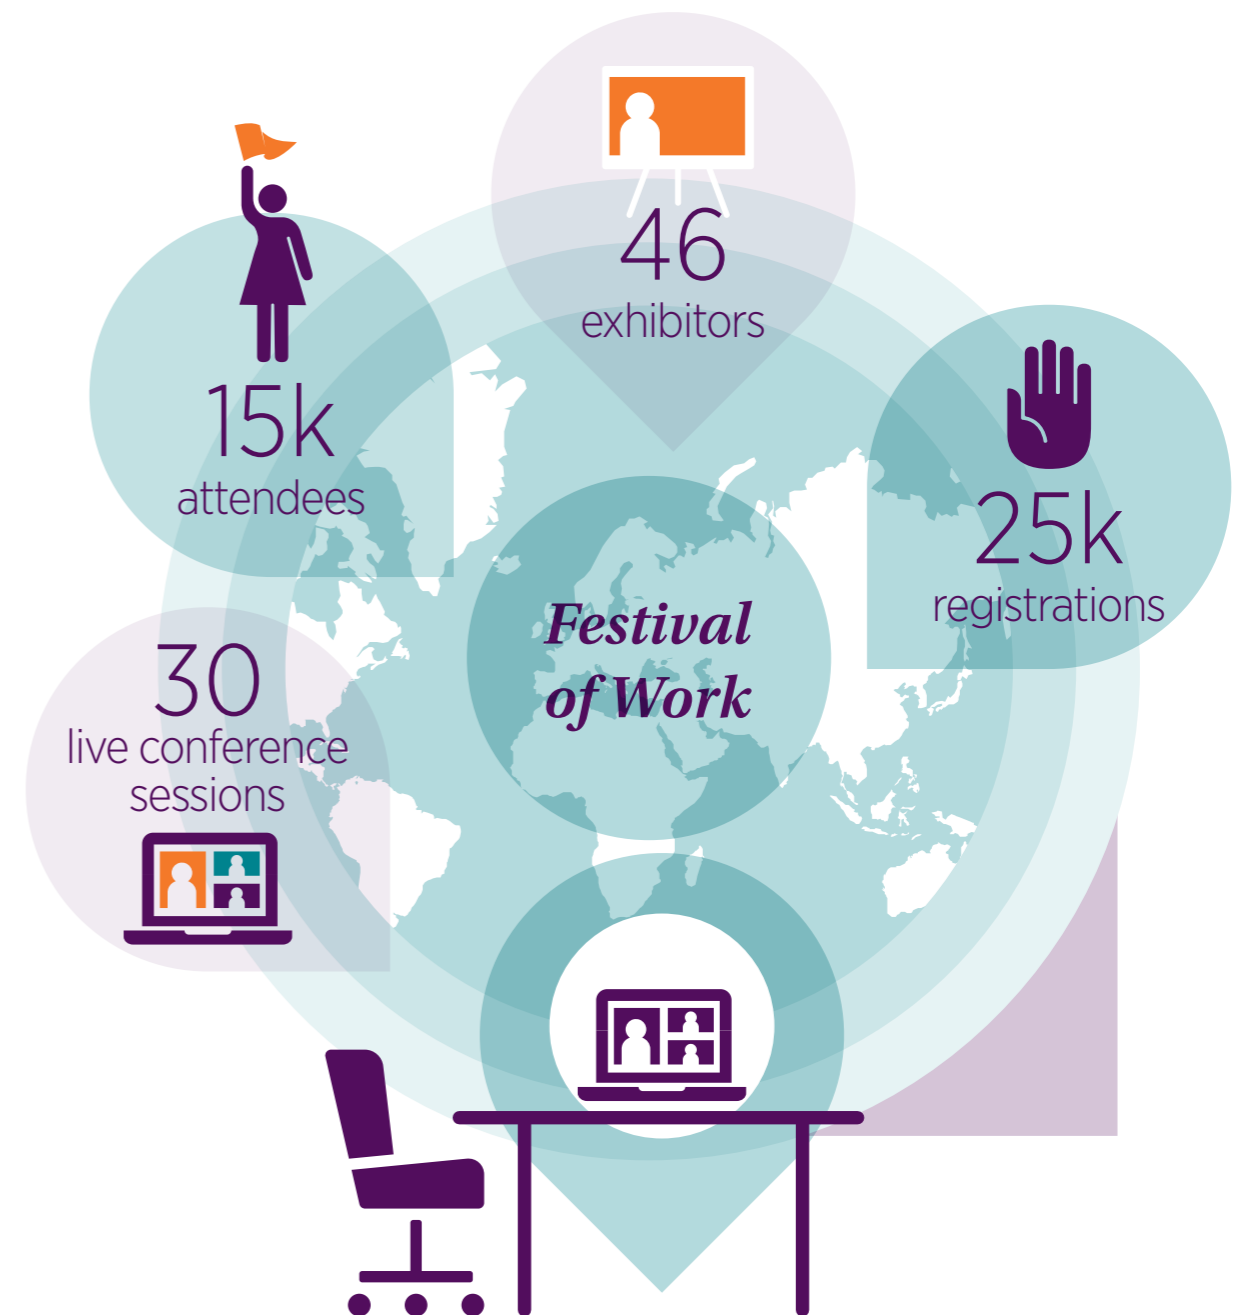 46
exhibitors
15k
attendees
25k
registrations
Festival
of Work
30
live conference
sessions